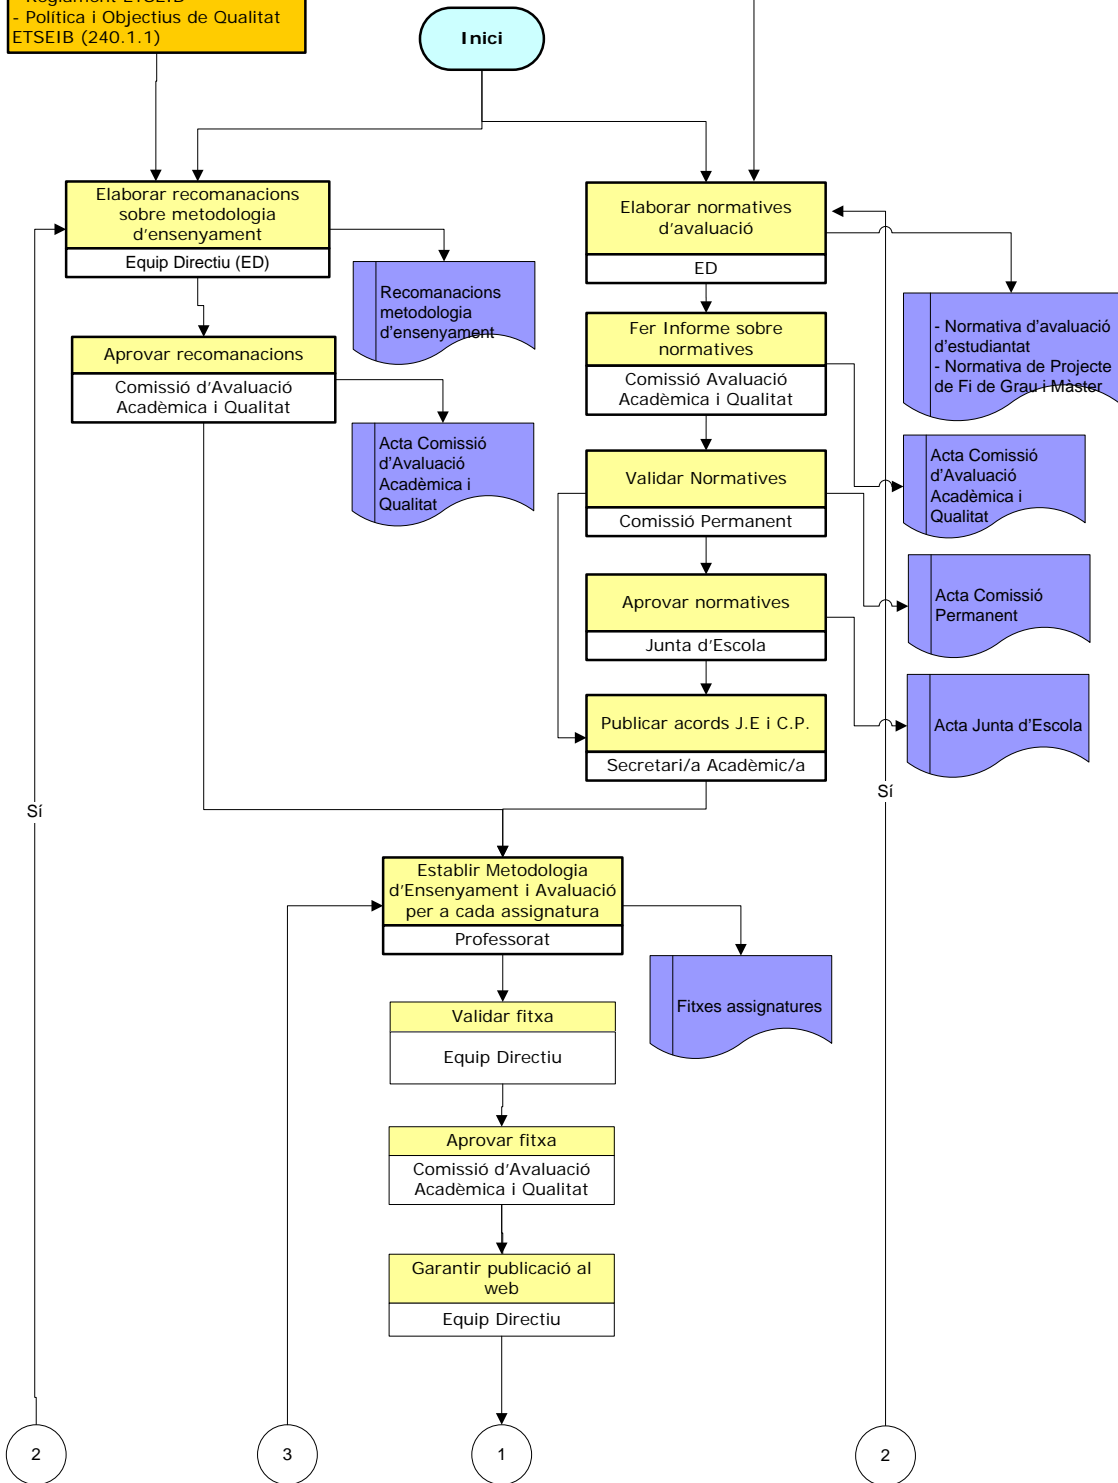 - Reglament ETSEIB
- Política i Objectius de Qualitat
ETSEIB (240.1.1)
Inici
Elaborar recomanacions
sobre metodologia
d'ensenyament
Equip Directiu (ED)
Recomanacions
metodologia
d'ensenyament
Aprovar recomanacions
Comissió d'Avaluació
Acadèmica i Qualitat
Acta Comissió
d'Avaluació
Acadèmica i
Qualitat
Elaborar normatives
d'avaluació
ED
- Normativa d'avaluació
d'estudiantat
- Normativa de Projecte
de Fi de Grau i Màster
Fer Informe sobre
normatives
Comissió Avaluació
Acadèmica i Qualitat
Acta Comissió
d'Avaluació
Acadèmica i
Qualitat
Validar Normatives
Comissió Permanent
Acta Comissió
Permanent
Aprovar normatives
Junta d'Escola
Acta Junta d'Escola
Publicar acords J.E i C.P.
Secretari/a Acadèmic/a
Sí
Sí
Establir Metodologia
d'Ensenyament i Avaluació
per a cada assignatura
Professorat
Fitxes assignatures
Validar fitxa
Equip Directiu
Aprovar fitxa
Comissió d'Avaluació
Acadèmica i Qualitat
Garantir publicació al
web
Equip Directiu
2
3
1
2